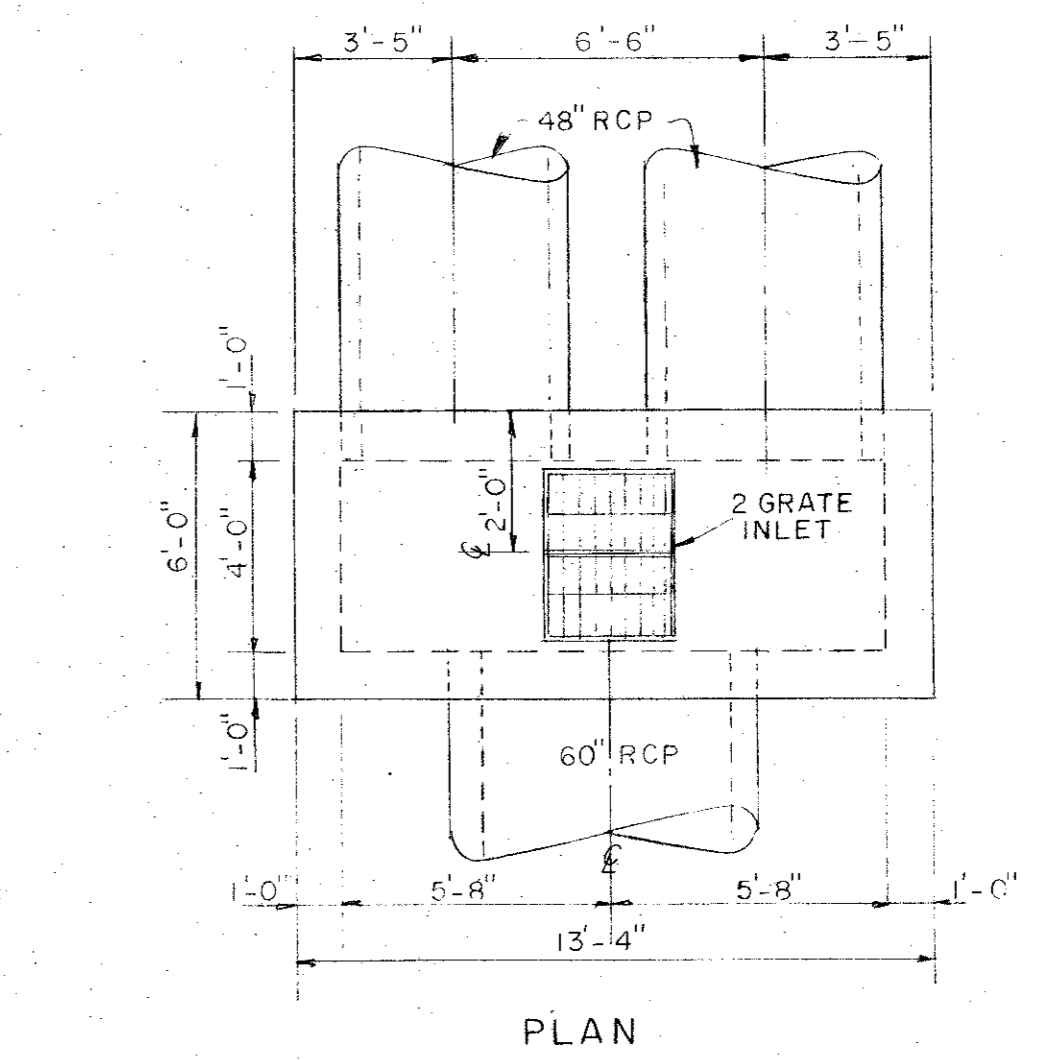 3'-5" 6'-6" 3'-5"
48" RCP
1'-0"
6'-0" 4'-0" 2'-0"
℄
2 GRATE
INLET
1'-0"
60" RCP
℄
1'-0" 5'-8" 5'-8" 1'-0"
13'-4"
PLAN